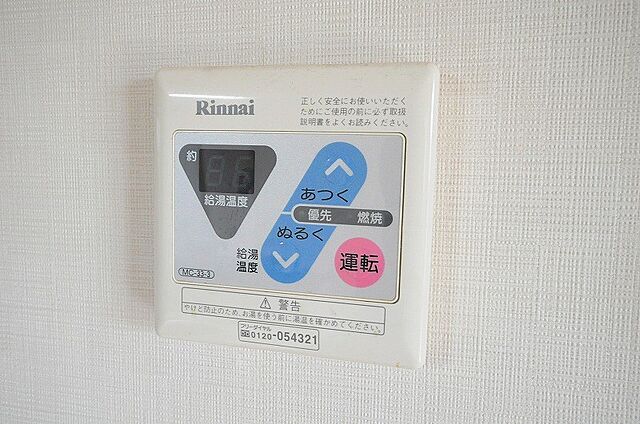 Rinnai
正しく安全にお使いいただく
ためにご使用の前に必ず取扱
説明書をよくお読みください。
約
給湯温度
あつく
優先 燃焼
ぬるく
給湯
温度
運転
MC-33-3
⚠ 警告
やけど防止のため、お湯を使う前に湯温を確かめてください。
フリーダイヤル
0120-054321